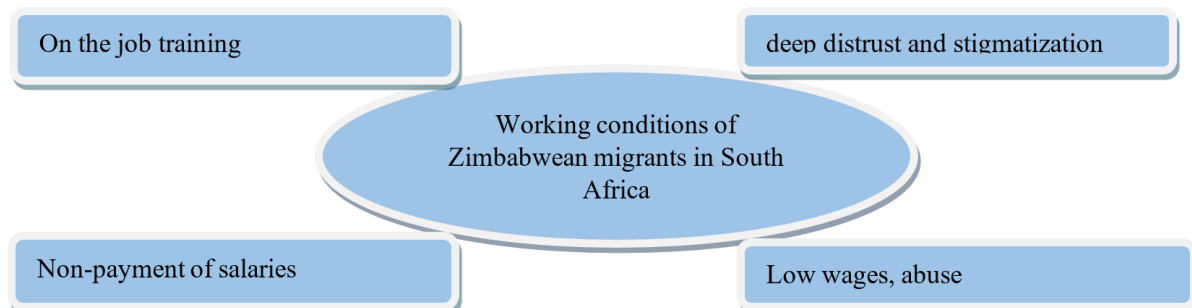 On the job training
deep distrust and stigmatization
Working conditions of
Zimbabwean migrants in South
Africa
Non-payment of salaries
Low wages, abuse